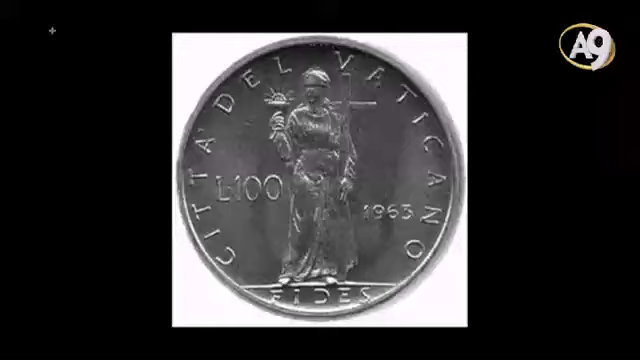 A9
CITTA' DEL VATICANO
L.100
1963
FIDES